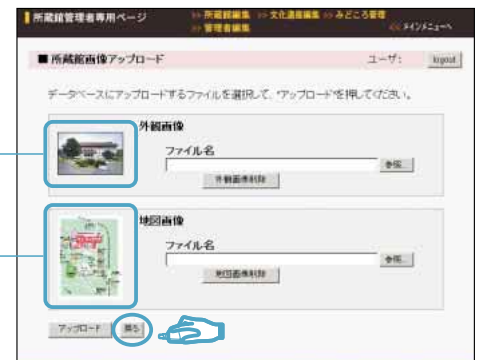 所蔵館管理者専用ページ
>> 所蔵館編集 >> 文化遺産編集 >> みどころ管理
>> 管理者編集
<< メインメニューへ
■ 所蔵館画像アップロード
ユーザ:
logout
データベースにアップロードするファイルを選択して、"アップロード"を押してください。
外観画像
ファイル名
参照...
外観画像削除
地図画像
ファイル名
参照...
地図画像削除
アップロード
戻る